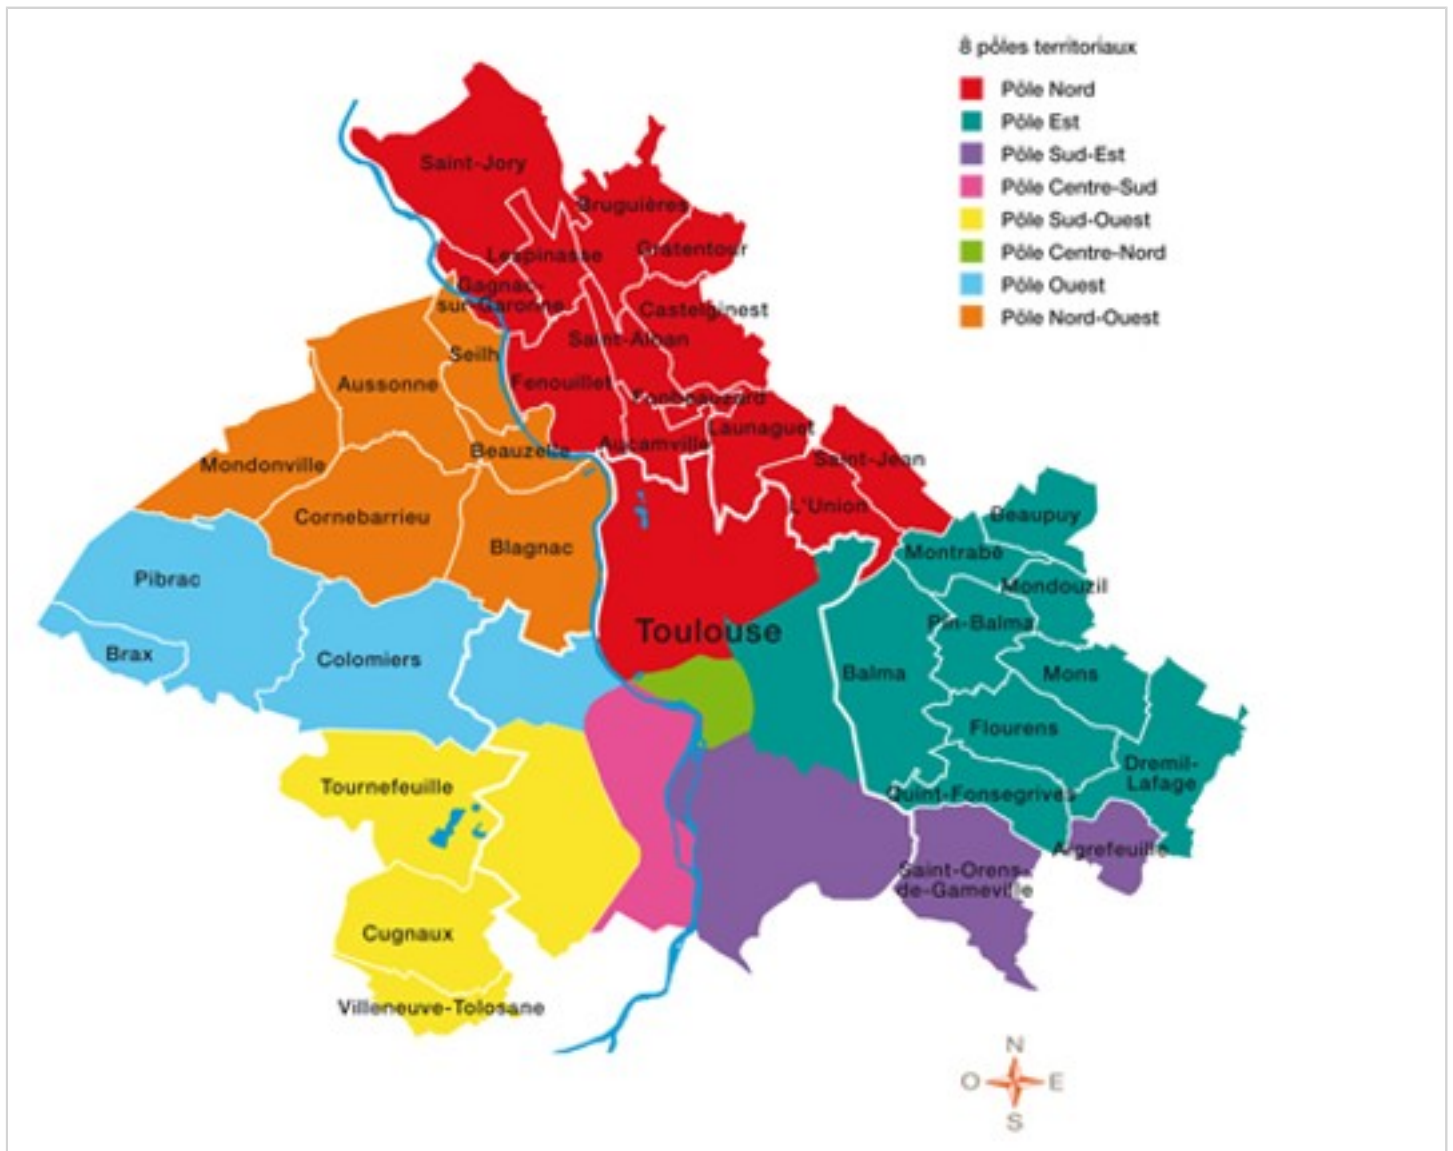 8 pôles territoriaux
Pôle Nord
Pôle Est
Pôle Sud-Est
Pôle Centre-Sud
Pôle Sud-Ouest
Pôle Centre-Nord
Pôle Ouest
Pôle Nord-Ouest
Saint-Jory
Bruguières
Lespinasse
Gratentour
Gagnac-
sur-Garonne
Castelginest
Saint-Alban
Seilh
Fenouillet
Aussonne
Fonbeauzard
Launaguet
Aucamville
Beauzelle
Saint-Jean
Mondonville
L'Union
Cornebarrieu
Beaupuy
Blagnac
Montrabé
Pibrac
Mondouzil
Pin-Balma
Toulouse
Brax
Colomiers
Balma
Mons
Flourens
Dremil-
Lafage
Tournefeuille
Quint-Fonsegrives
Aigrefeuille
Saint-Orens-
de-Gameville
Cugnaux
Villeneuve-Tolosane
N
O E
S